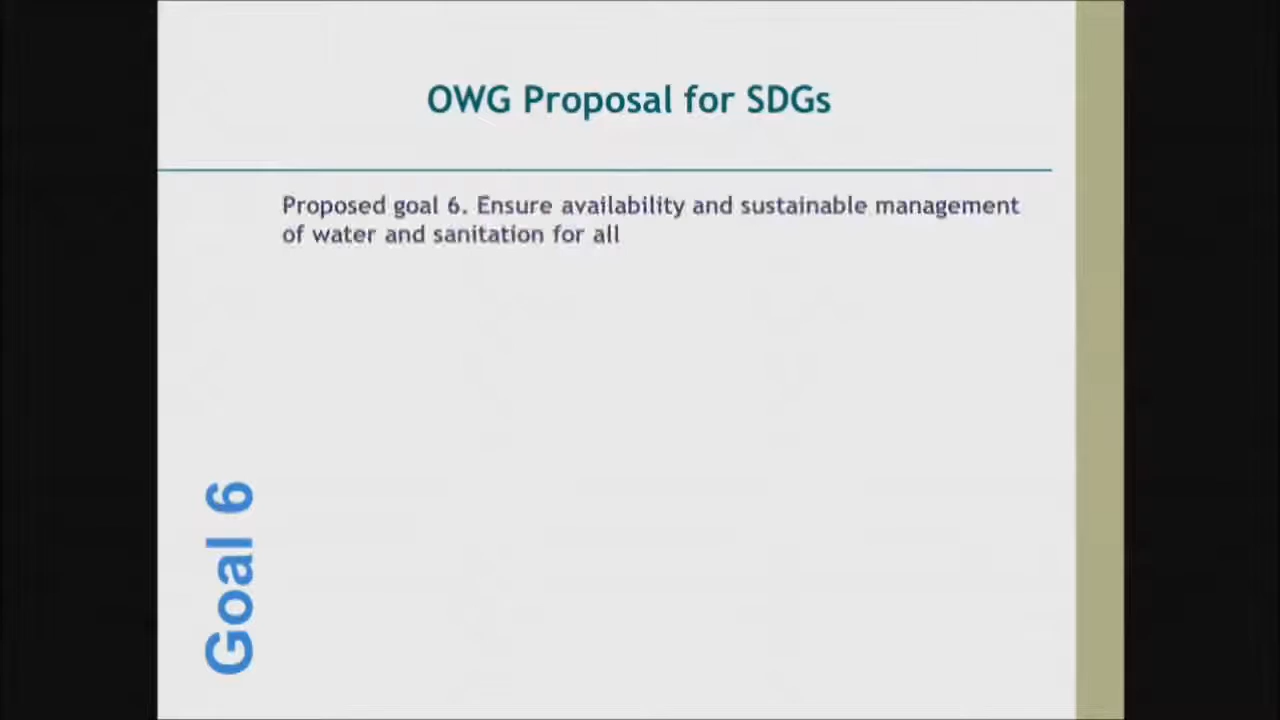 OWG Proposal for SDGs
Proposed goal 6. Ensure availability and sustainable management
of water and sanitation for all
Goal 6